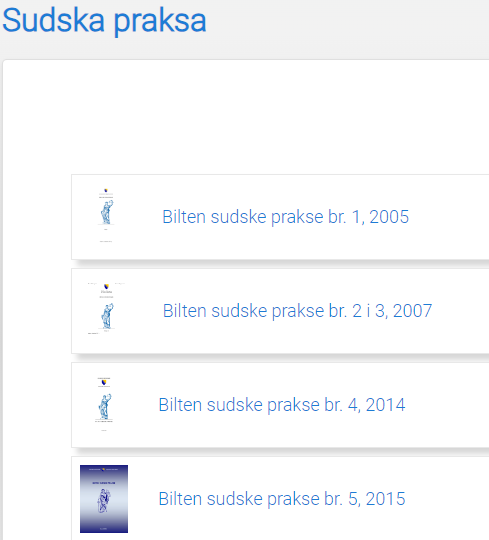 Sudska praksa
Bilten sudske prakse br. 1, 2005
Bilten sudske prakse br. 2 i 3, 2007
Bilten sudske prakse br. 4, 2014
Bilten sudske prakse br. 5, 2015